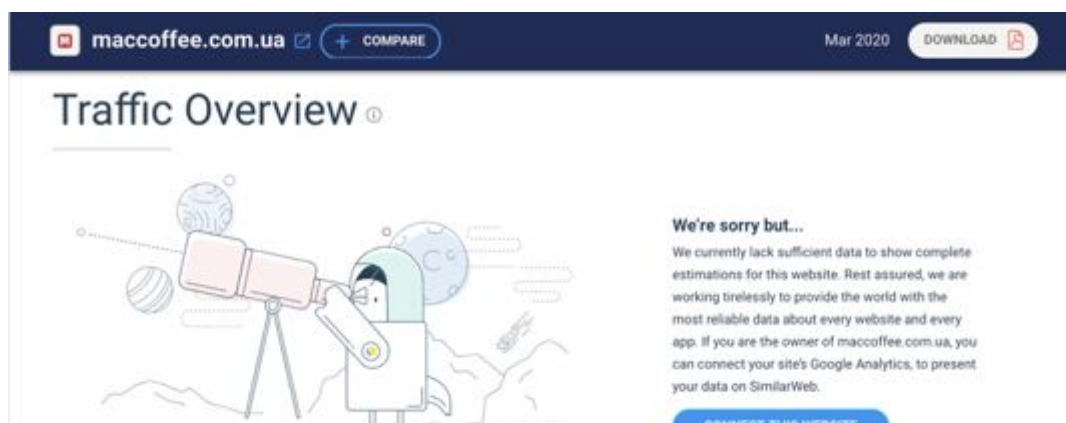 maccoffee.com.ua + COMPARE Mar 2020 DOWNLOAD
Traffic Overview
We're sorry but...
We currently lack sufficient data to show complete
estimations for this website. Rest assured, we are
working tirelessly to provide the world with the
most reliable data about every website and every
app. If you are the owner of maccoffee.com.ua, you
can connect your site's Google Analytics, to present
your data on SimilarWeb.
CONNECT THIS WEBSITE